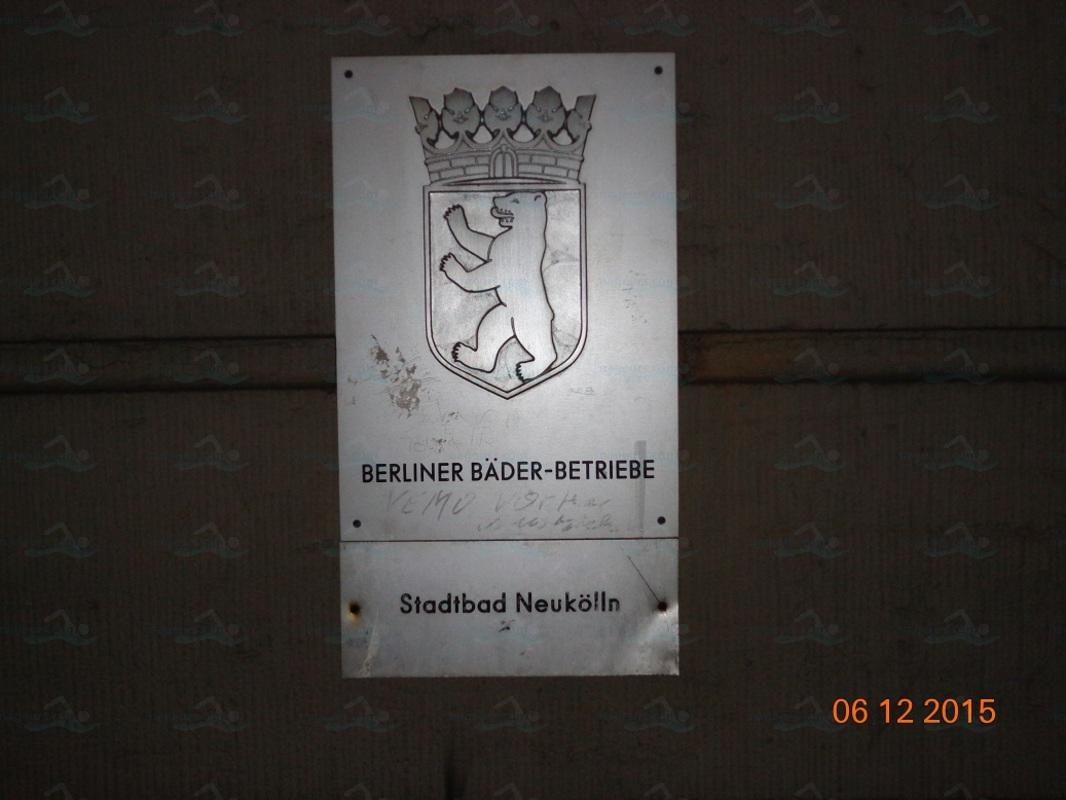 BERLINER BÄDER-BETRIEBE
Stadtbad Neukölln
06 12 2015